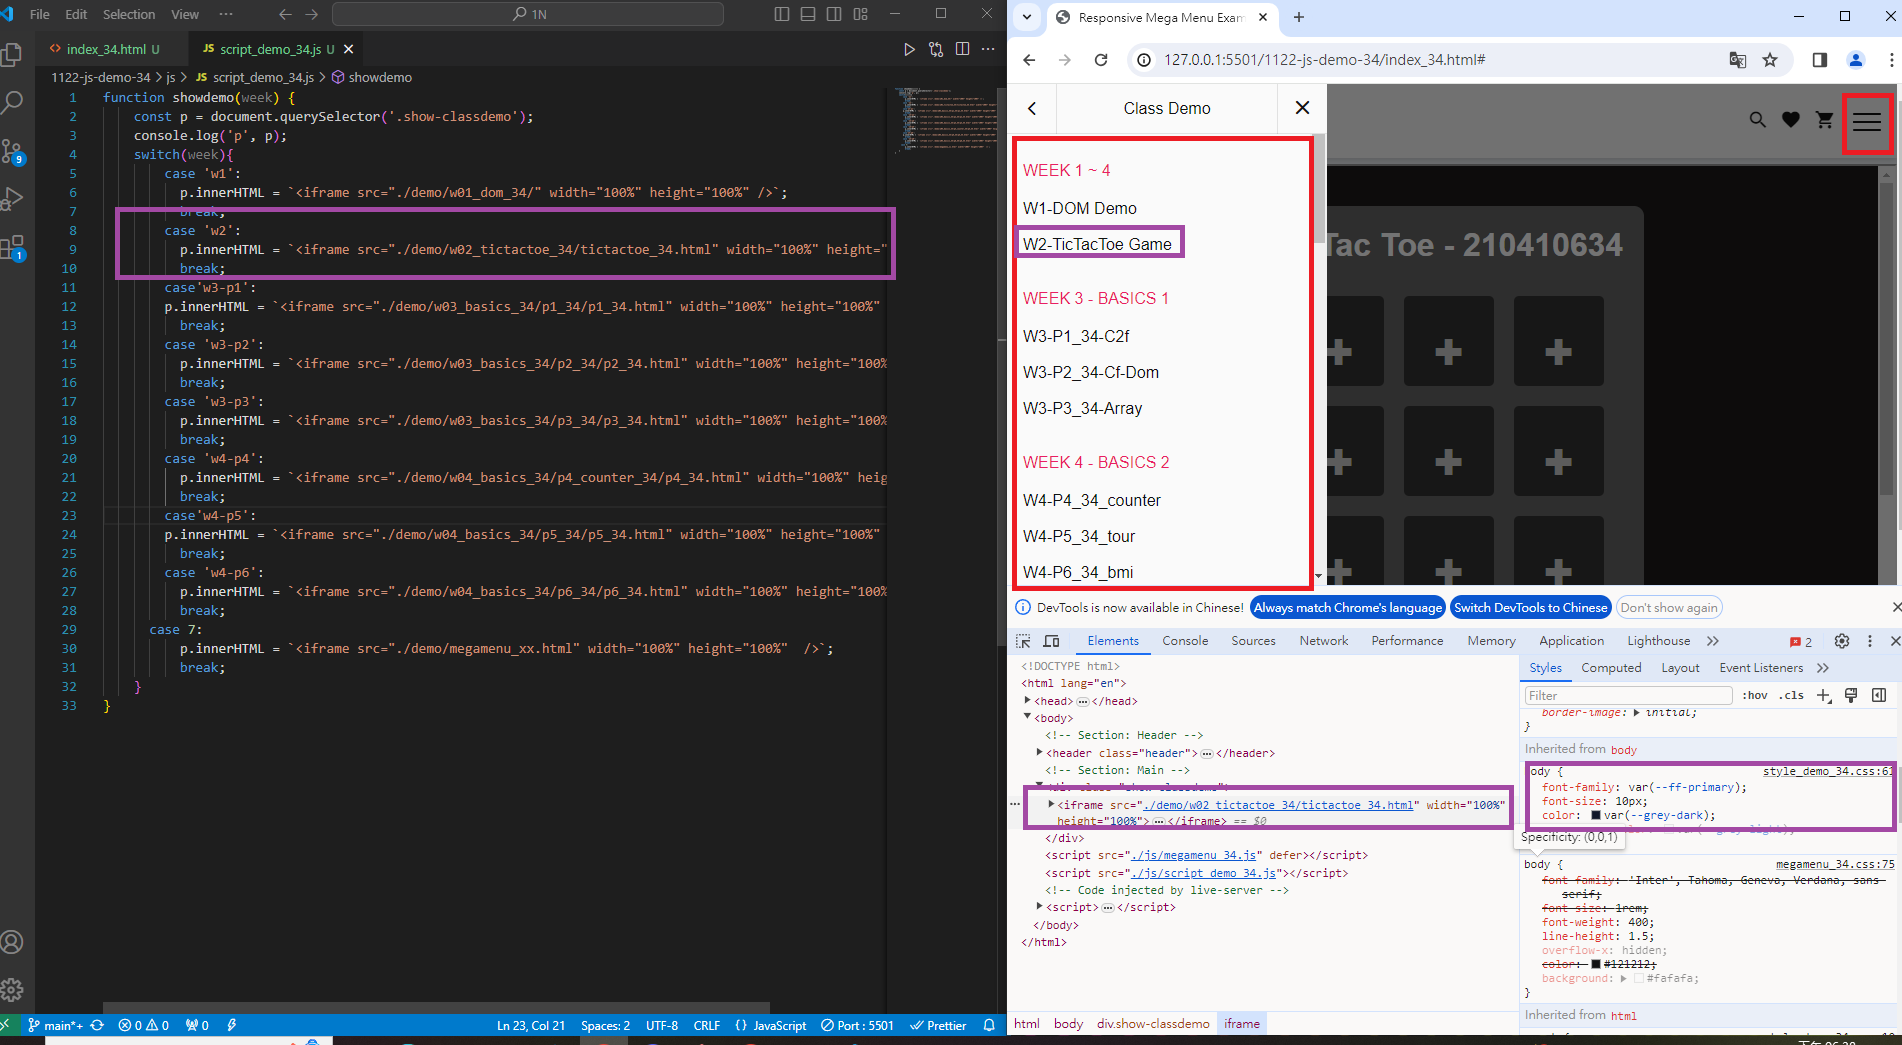 File Edit Selection View ··· 1N
index_34.html U
JS script_demo_34.js U
1122-js-demo-34 > js > JS script_demo_34.js > showdemo
1 function showdemo(week) {
2 const p = document.querySelector('.show-classdemo');
3 console.log('p', p);
4 switch(week){
5 case 'w1':
6 p.innerHTML = `<iframe src="./demo/w01_dom_34/" width="100%" height="100%" />`;
7 break;
8 case 'w2':
9 p.innerHTML = `<iframe src="./demo/w02_tictactoe_34/tictactoe_34.html" width="100%" height="
10 break;
11 case'w3-p1':
12 p.innerHTML = `<iframe src="./demo/w03_basics_34/p1_34/p1_34.html" width="100%" height="100%"
13 break;
14 case 'w3-p2':
15 p.innerHTML = `<iframe src="./demo/w03_basics_34/p2_34/p2_34.html" width="100%" height="100%
16 break;
17 case 'w3-p3':
18 p.innerHTML = `<iframe src="./demo/w03_basics_34/p3_34/p3_34.html" width="100%" height="100%
19 break;
20 case 'w4-p4':
21 p.innerHTML = `<iframe src="./demo/w04_basics_34/p4_counter_34/p4_34.html" width="100%" heig
22 break;
23 case'w4-p5':
24 p.innerHTML = `<iframe src="./demo/w04_basics_34/p5_34/p5_34.html" width="100%" height="100%"
25 break;
26 case 'w4-p6':
27 p.innerHTML = `<iframe src="./demo/w04_basics_34/p6_34/p6_34.html" width="100%" height="100%
28 break;
29 case 7:
30 p.innerHTML = `<iframe src="./demo/megamenu_xx.html" width="100%" height="100%"  />`;
31 break;
32 }
33 }
9
1
main*+ 0 0 0 Ln 23, Col 21 Spaces: 2 UTF-8 CRLF {} JavaScript Port : 5501 Prettier
Responsive Mega Menu Exam
127.0.0.1:5501/1122-js-demo-34/index_34.html#
Class Demo
WEEK 1 ~ 4
W1-DOM Demo
W2-TicTacToe Game
WEEK 3 - BASICS 1
W3-P1_34-C2f
W3-P2_34-Cf-Dom
W3-P3_34-Array
WEEK 4 - BASICS 2
W4-P4_34_counter
W4-P5_34_tour
W4-P6_34_bmi
Tac Toe - 210410634
DevTools is now available in Chinese! Always match Chrome's language Switch DevTools to Chinese Don't show again
Elements Console Sources Network Performance Memory Application Lighthouse 2
<!DOCTYPE html>
<html lang="en">
<head> ··· </head>
<body>
<!-- Section: Header -->
<header class="header"> ··· </header>
<!-- Section: Main -->
<div class="show-classdemo">
<iframe src="./demo/w02_tictactoe_34/tictactoe_34.html" width="100%"
height="100%"> ··· </iframe> == $0
</div>
<script src="./js/megamenu_34.js" defer></script>
<script src="./js/script_demo_34.js"></script>
<!-- Code injected by live-server -->
<script> ··· </script>
</body>
</html>
html body div.show-classdemo iframe
Styles Computed Layout Event Listeners
Filter :hov .cls
border-image: initial;
}
Inherited from body
ody { style_demo_34.css:61
font-family: var(--ff-primary);
font-size: 10px;
color: var(--grey-dark);
var(--grey-light);
Specificity: (0,0,1)
body { megamenu_34.css:75
font-family: 'Inter', Tahoma, Geneva, Verdana, sans-
serif;
font-size: 1rem;
font-weight: 400;
line-height: 1.5;
overflow-x: hidden;
color: #121212;
background: #fafafa;
}
Inherited from html